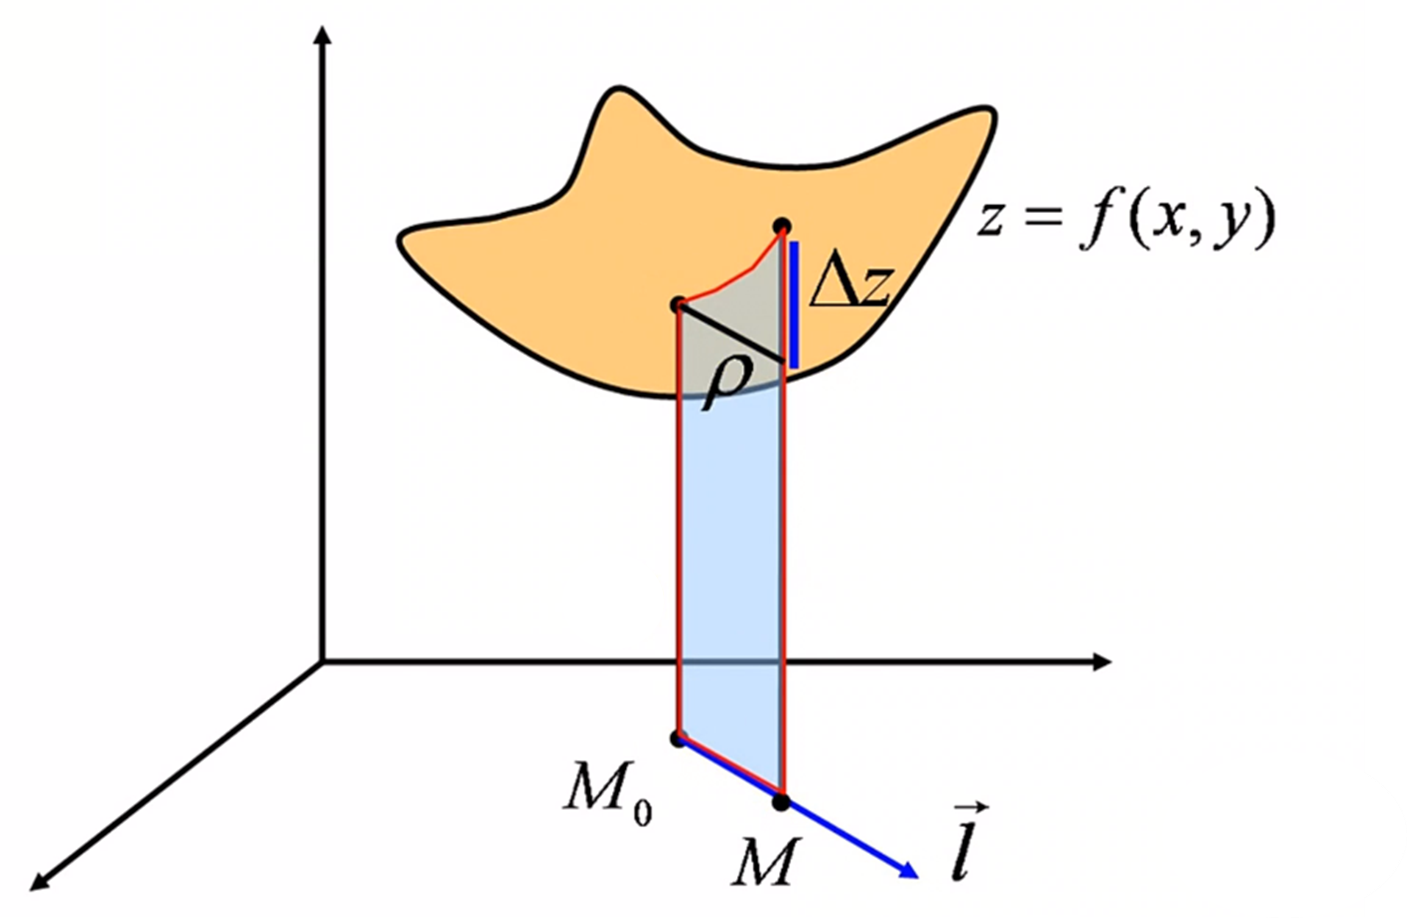 z = f(x, y)
Δz
ρ
M₀
M
l⃗